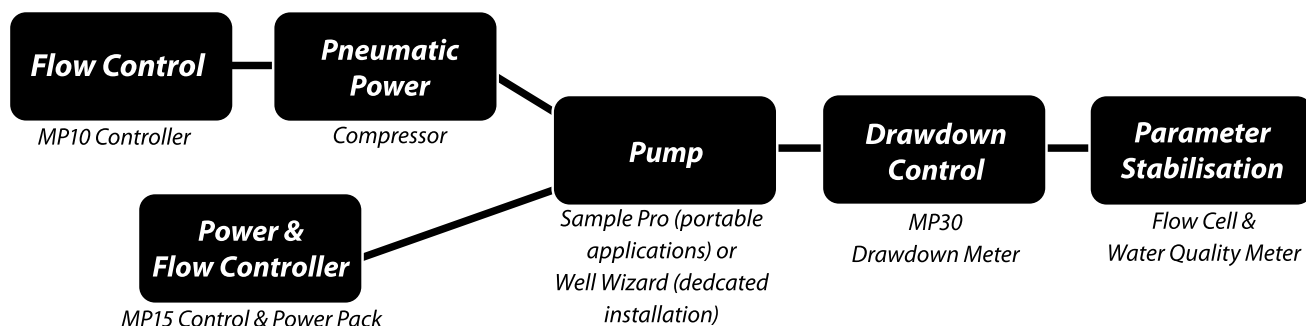 Flow Control
MP10 Controller
Pneumatic
Power
Compressor
Power &
Flow Controller
MP15 Control & Power Pack
Pump
Sample Pro (portable
applications) or
Well Wizard (dedcated
installation)
Drawdown
Control
MP30
Drawdown Meter
Parameter
Stabilisation
Flow Cell &
Water Quality Meter